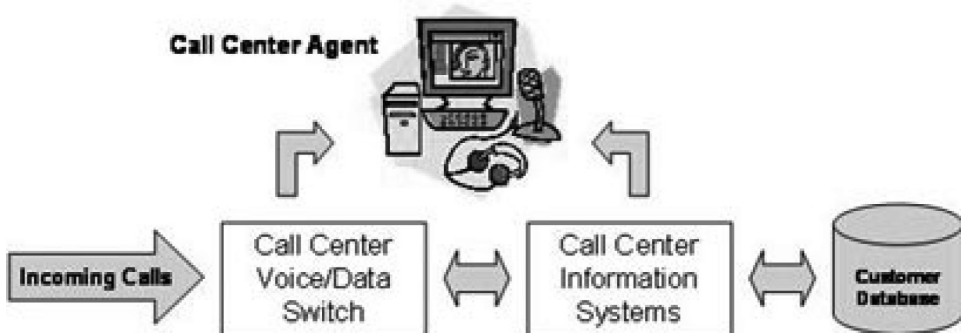 Call Center Agent
Incoming Calls
Call Center
Voice/Data
Switch
Call Center
Information
Systems
Customer
Database